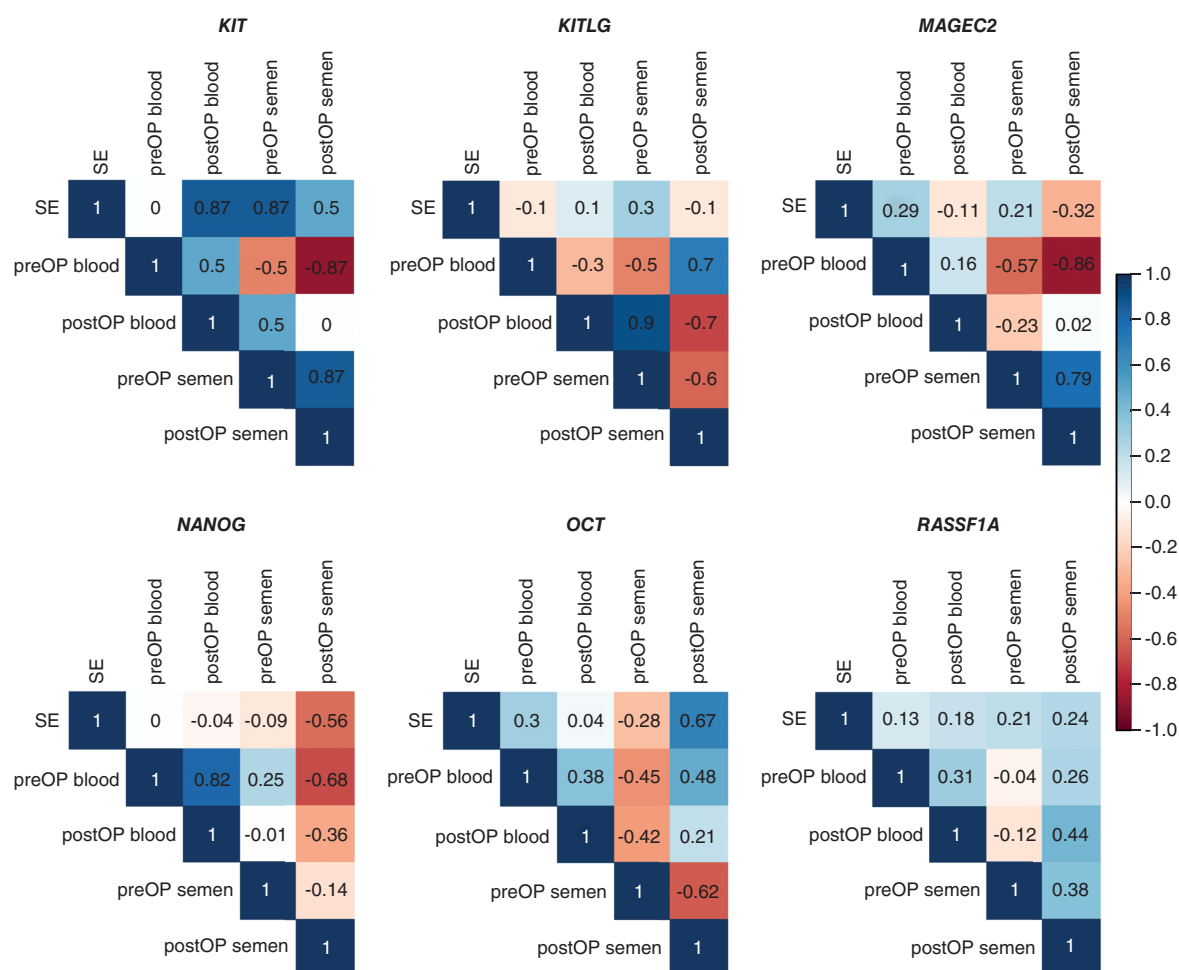 KIT KITLG MAGEC2
SE preOP blood postOP blood preOP semen postOP semen SE preOP blood postOP blood preOP semen postOP semen SE preOP blood postOP blood preOP semen postOP semen
SE 1 0 0.87 0.87 0.5 SE 1 -0.1 0.1 0.3 -0.1 SE 1 0.29 -0.11 0.21 -0.32
preOP blood 1 0.5 -0.5 -0.87 preOP blood 1 -0.3 -0.5 0.7 preOP blood 1 0.16 -0.57 -0.86
postOP blood 1 0.5 0 postOP blood 1 0.9 -0.7 postOP blood 1 -0.23 0.02
preOP semen 1 0.87 preOP semen 1 -0.6 preOP semen 1 0.79
postOP semen 1 postOP semen 1 postOP semen 1
1.0
0.8
0.6
0.4
0.2
0.0
-0.2
-0.4
-0.6
-0.8
-1.0
NANOG OCT RASSF1A
SE preOP blood postOP blood preOP semen postOP semen SE preOP blood postOP blood preOP semen postOP semen SE preOP blood postOP blood preOP semen postOP semen
SE 1 0 -0.04 -0.09 -0.56 SE 1 0.3 0.04 -0.28 0.67 SE 1 0.13 0.18 0.21 0.24
preOP blood 1 0.82 0.25 -0.68 preOP blood 1 0.38 -0.45 0.48 preOP blood 1 0.31 -0.04 0.26
postOP blood 1 -0.01 -0.36 postOP blood 1 -0.42 0.21 postOP blood 1 -0.12 0.44
preOP semen 1 -0.14 preOP semen 1 -0.62 preOP semen 1 0.38
postOP semen 1 postOP semen 1 postOP semen 1